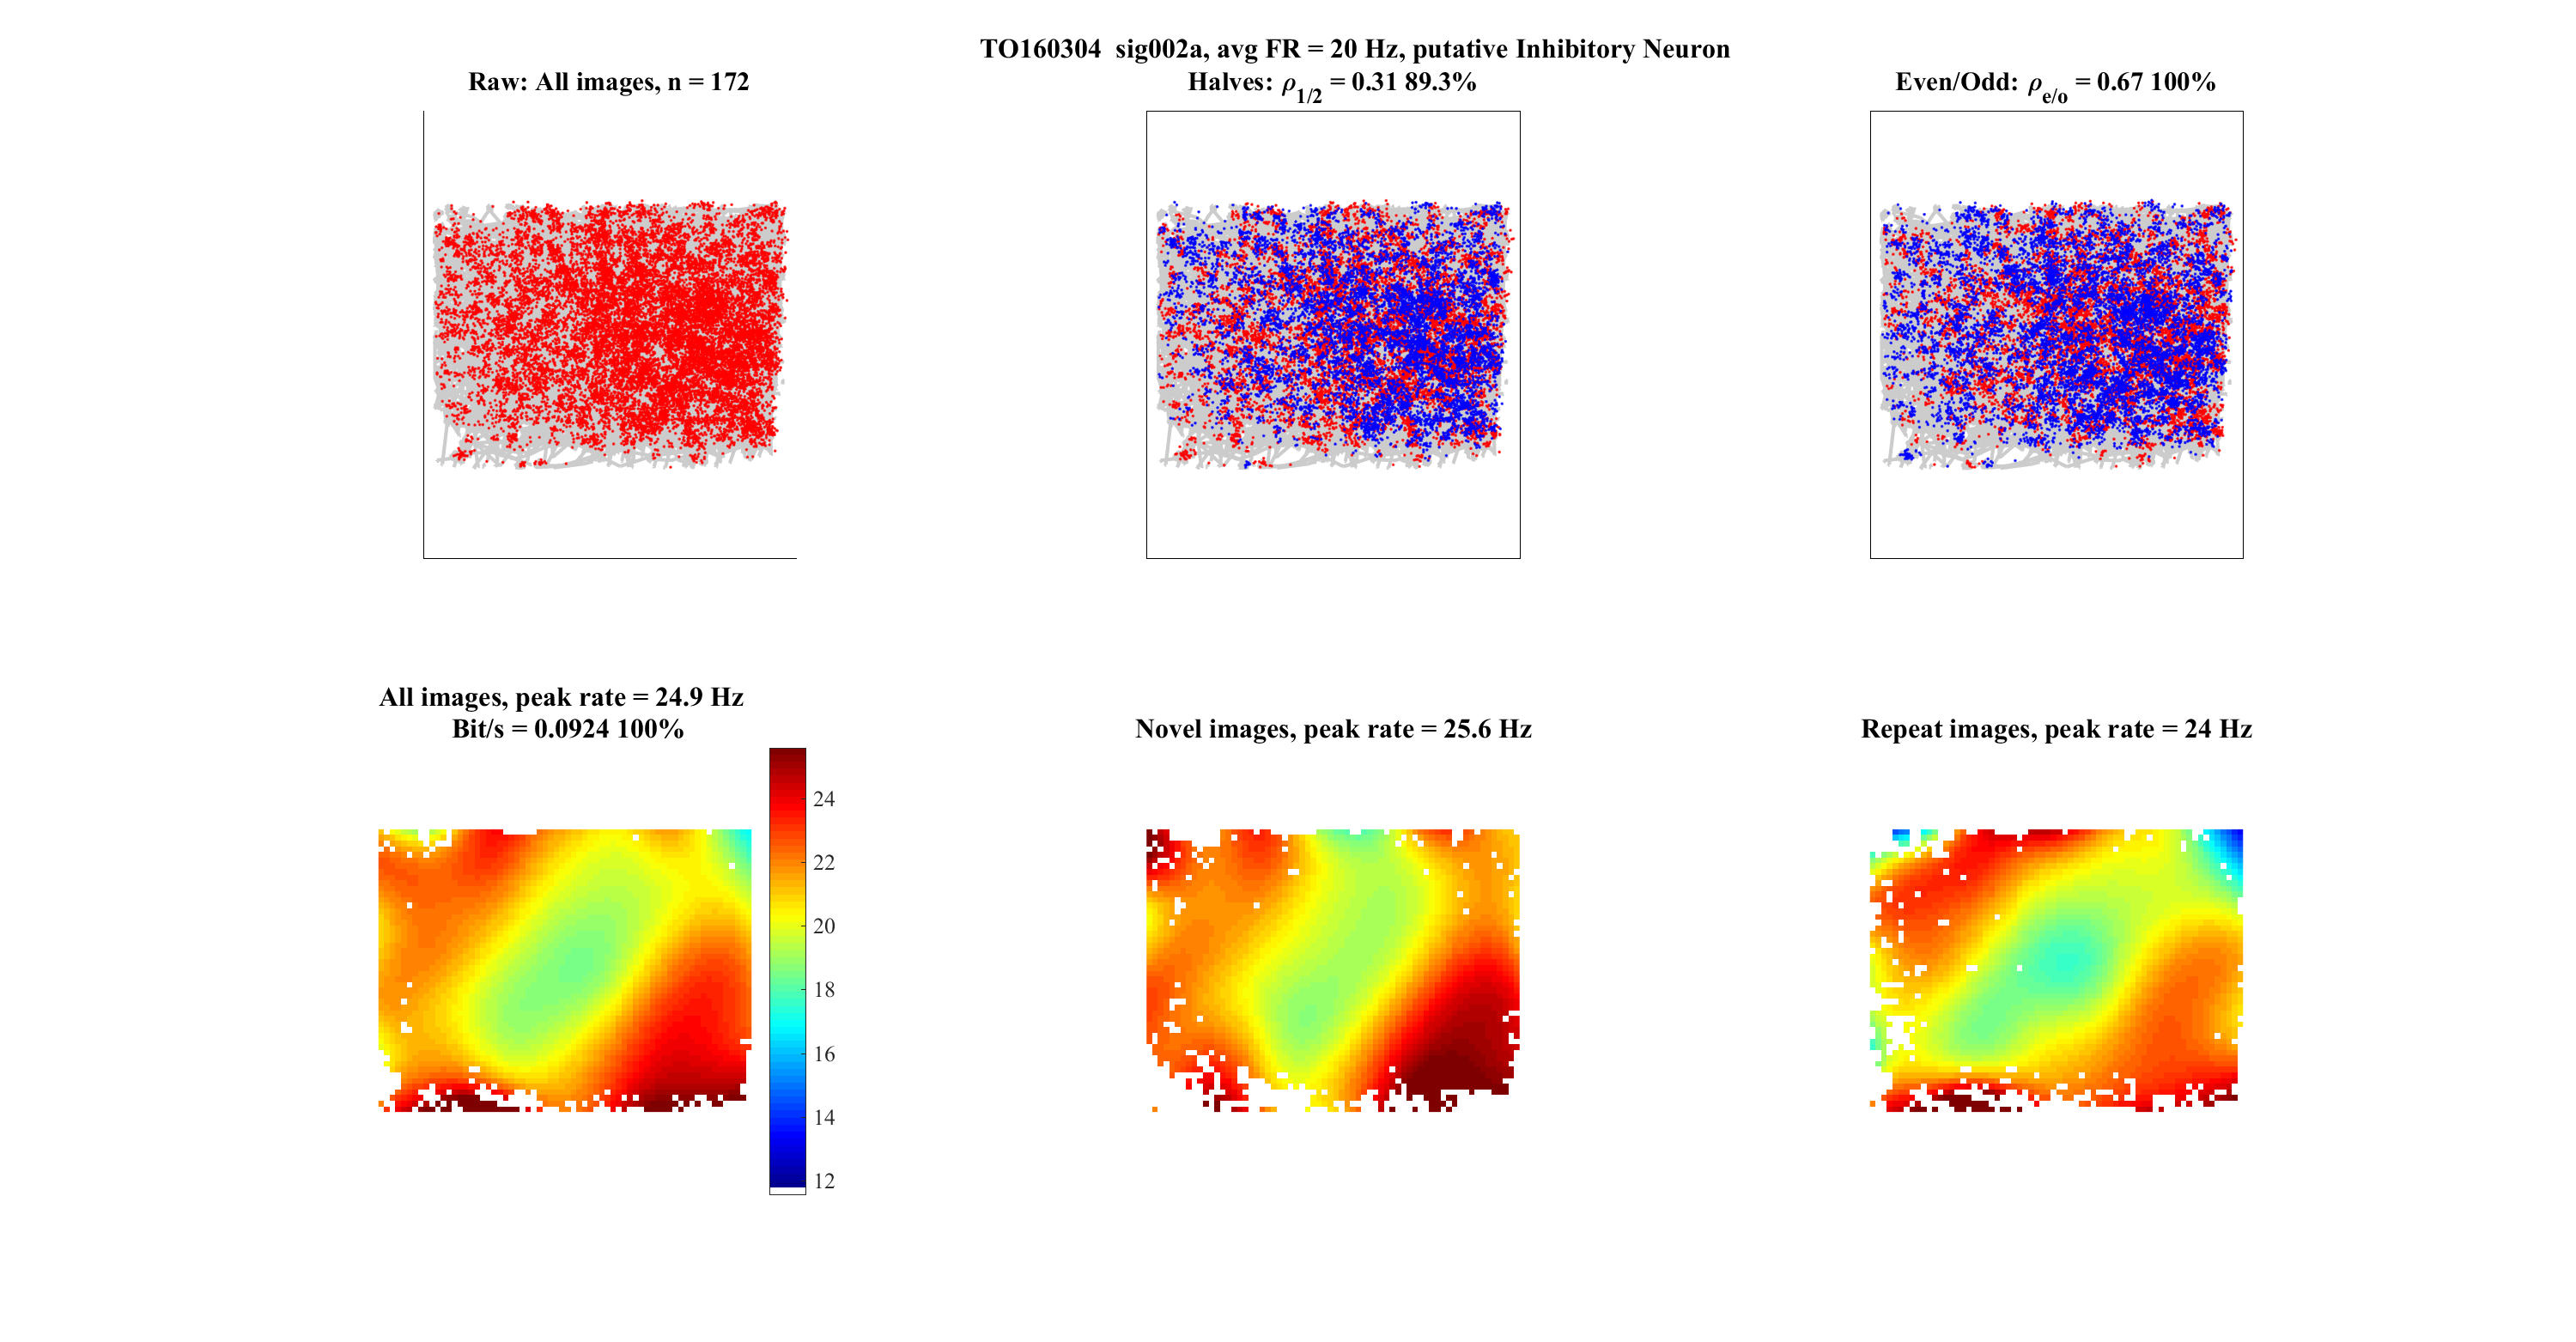 TO160304  sig002a, avg FR = 20 Hz, putative Inhibitory Neuron
Raw: All images, n = 172
Halves: ρ1/2 = 0.31 89.3%
Even/Odd: ρe/o = 0.67 100%
All images, peak rate = 24.9 Hz
Bit/s = 0.0924 100%
Novel images, peak rate = 25.6 Hz
Repeat images, peak rate = 24 Hz
24
22
20
18
16
14
12